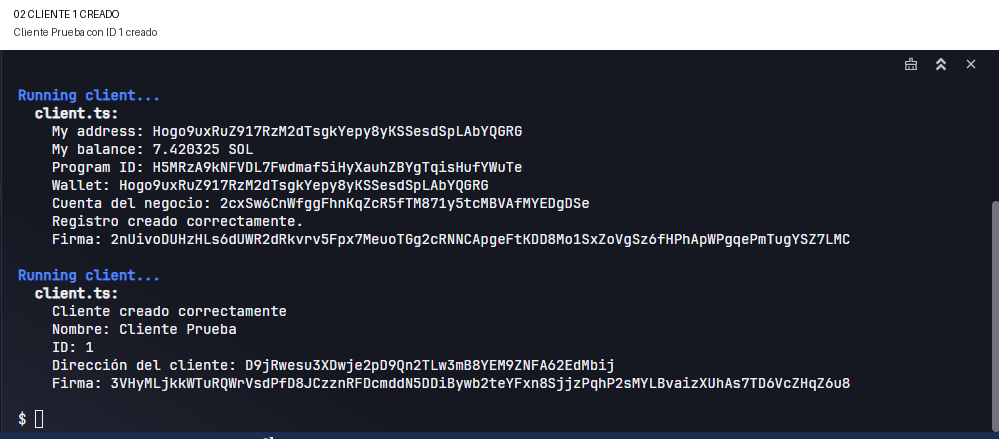 02 CLIENTE 1 CREADO
Cliente Prueba con ID 1 creado
Running client...
client.ts:
My address: Hogo9uxRuZ917RzM2dTsgkYepy8yKSSesdSpLAbYQGRG
My balance: 7.420325 SOL
Program ID: H5MRzA9kNFVDL7Fwdmaf5iHyXauhZBYgTqisHufYWuTe
Wallet: Hogo9uxRuZ917RzM2dTsgkYepy8yKSSesdSpLAbYQGRG
Cuenta del negocio: 2cxSw6CnWfggFhnKqZcR5fTM871y5tcMBVAfMYEDgDSe
Registro creado correctamente.
Firma: 2nUivoDUHzHLs6dUWR2dRkvrv5Fpx7MeuoTGg2cRNNCApgeFtKDD8Mo1SxZoVgSz6fHPhApWPgqePmTugYSZ7LMC
Running client...
client.ts:
Cliente creado correctamente
Nombre: Cliente Prueba
ID: 1
Dirección del cliente: D9jRwesu3XDwje2pD9Qn2TLw3mB8YEM9ZNFA62EdMbij
Firma: 3VHyMLjkkWTuRQWrVsdPfD8JCzznRFDcmddN5DDiBywb2teYFxn8SjjzPqhP2sMYLBvaizXUhAs7TD6VcZHqZ6u8
$